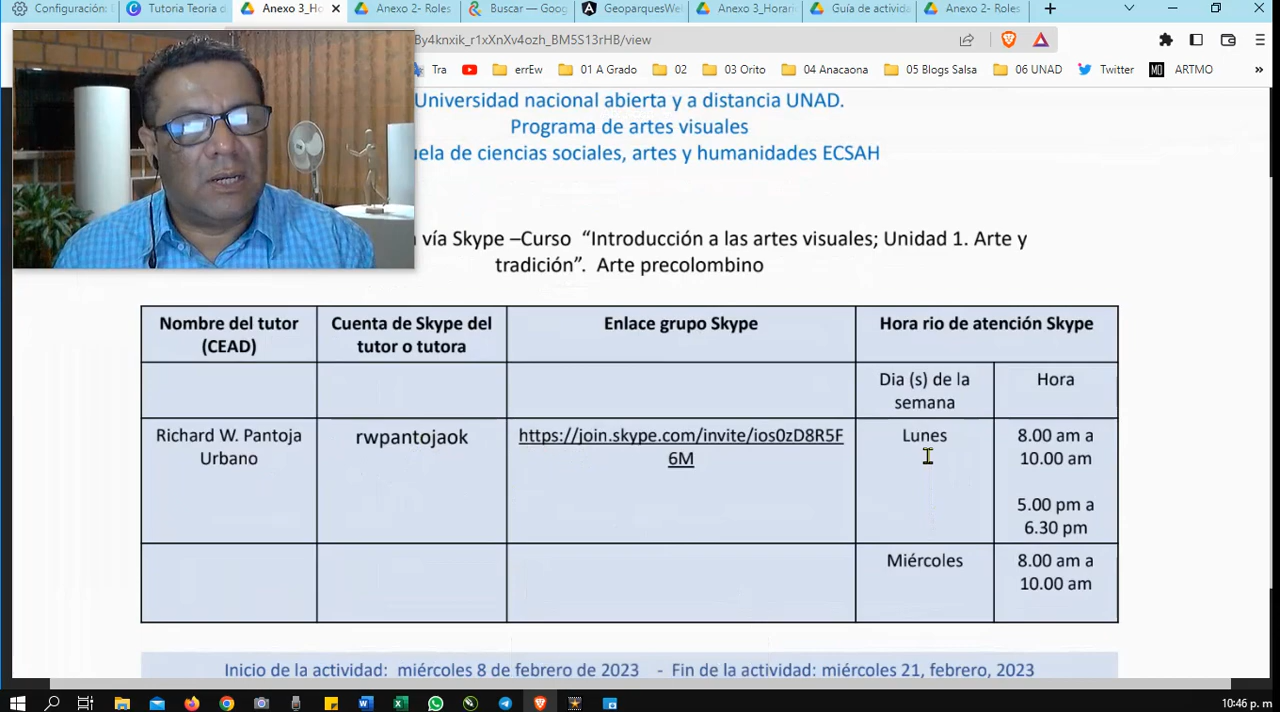 Configuración:
Tutoria Teoria d
Anexo 3_Ho
Anexo 2- Roles
Buscar — Goog
GeoparquesWe
Anexo 3_Horari
Guía de activida
Anexo 2- Roles
By4knxik_r1xXnXv4ozh_BM5S13rHB/view
Tra
errEw
01 A Grado
02
03 Orito
04 Anacaona
05 Blogs Salsa
06 UNAD
Twitter
ARTMO
Universidad nacional abierta y a distancia UNAD.
Programa de artes visuales
uela de ciencias sociales, artes y humanidades ECSAH
vía Skype –Curso “Introducción a las artes visuales; Unidad 1. Arte y
tradición”. Arte precolombino
Nombre del tutor
(CEAD)
Cuenta de Skype del
tutor o tutora
Enlace grupo Skype
Hora rio de atención Skype
Dia (s) de la
semana
Hora
Richard W. Pantoja
Urbano
rwpantojaok
https://join.skype.com/invite/ios0zD8R5F
6M
Lunes
8.00 am a
10.00 am
5.00 pm a
6.30 pm
Miércoles
8.00 am a
10.00 am
Inicio de la actividad: miércoles 8 de febrero de 2023 - Fin de la actividad: miércoles 21, febrero, 2023
10:46 p. m.